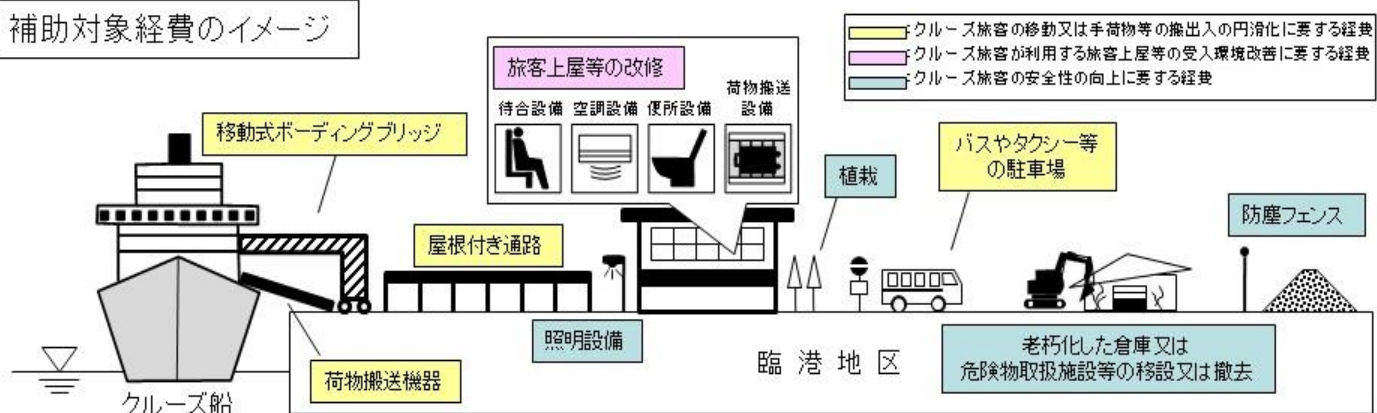 補助対象経費のイメージ
:クルーズ旅客の移動又は手荷物等の搬出入の円滑化に要する経費
:クルーズ旅客が利用する旅客上屋等の受入環境改善に要する経費
:クルーズ旅客の安全性の向上に要する経費
旅客上屋等の改修
待合設備 空調設備 便所設備 荷物搬送
設備
移動式ボーディングブリッジ
バスやタクシー等
の駐車場
植栽
防塵フェンス
屋根付き通路
照明設備
臨港地区
老朽化した倉庫又は
危険物取扱施設等の移設又は撤去
荷物搬送機器
クルーズ船